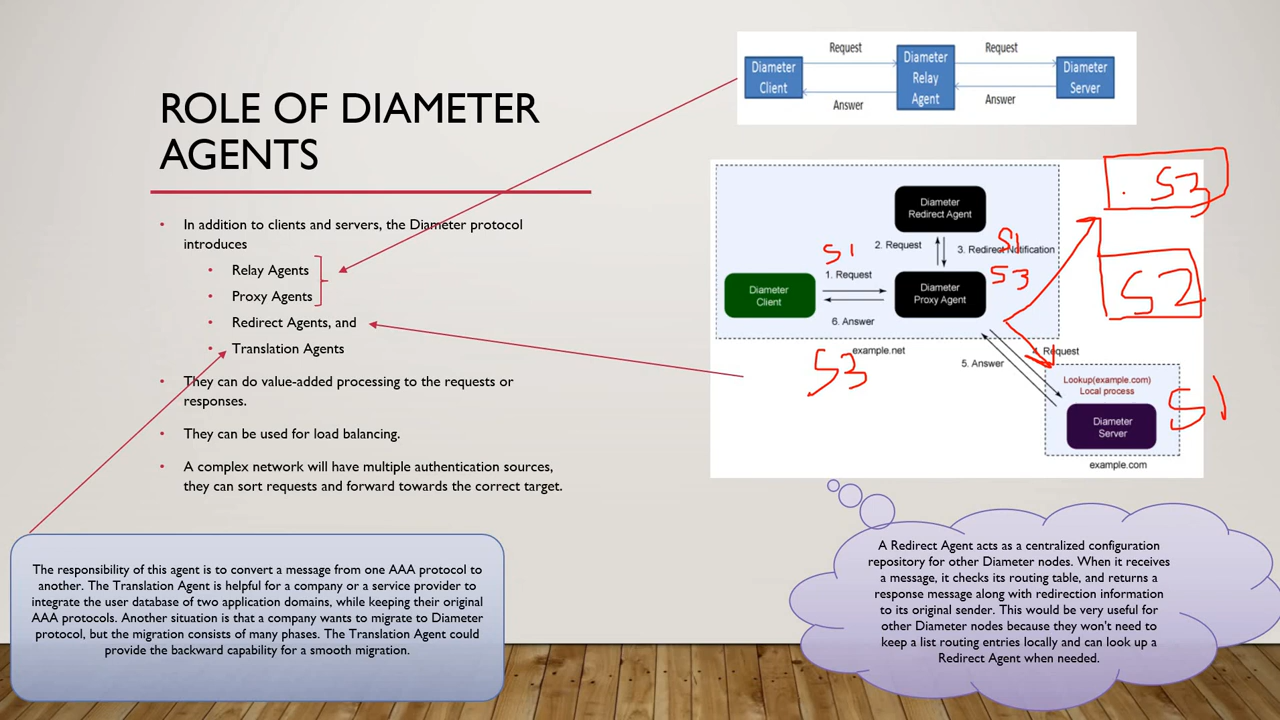 ROLE OF DIAMETER
AGENTS
In addition to clients and servers, the Diameter protocol
introduces
Relay Agents
Proxy Agents
Redirect Agents, and
Translation Agents
They can do value-added processing to the requests or
responses.
They can be used for load balancing.
A complex network will have multiple authentication sources,
they can sort requests and forward towards the correct target.
The responsibility of this agent is to convert a message from one AAA protocol to
another. The Translation Agent is helpful for a company or a service provider to
integrate the user database of two application domains, while keeping their original
AAA protocols. Another situation is that a company wants to migrate to Diameter
protocol, but the migration consists of many phases. The Translation Agent could
provide the backward capability for a smooth migration.
Diameter
Client
Request
Answer
Diameter
Relay
Agent
Request
Answer
Diameter
Server
Diameter
Redirect Agent
2. Request
3. Redirect Notification
S1
S1
S3
1. Request
Diameter
Client
Diameter
Proxy Agent
6. Answer
example.net
S3
S3
S2
4. Request
5. Answer
Lookup(example.com)
Local process
S1
Diameter
Server
example.com
A Redirect Agent acts as a centralized configuration
repository for other Diameter nodes. When it receives
a message, it checks its routing table, and returns a
response message along with redirection information
to its original sender. This would be very useful for
other Diameter nodes because they won't need to
keep a list routing entries locally and can look up a
Redirect Agent when needed.